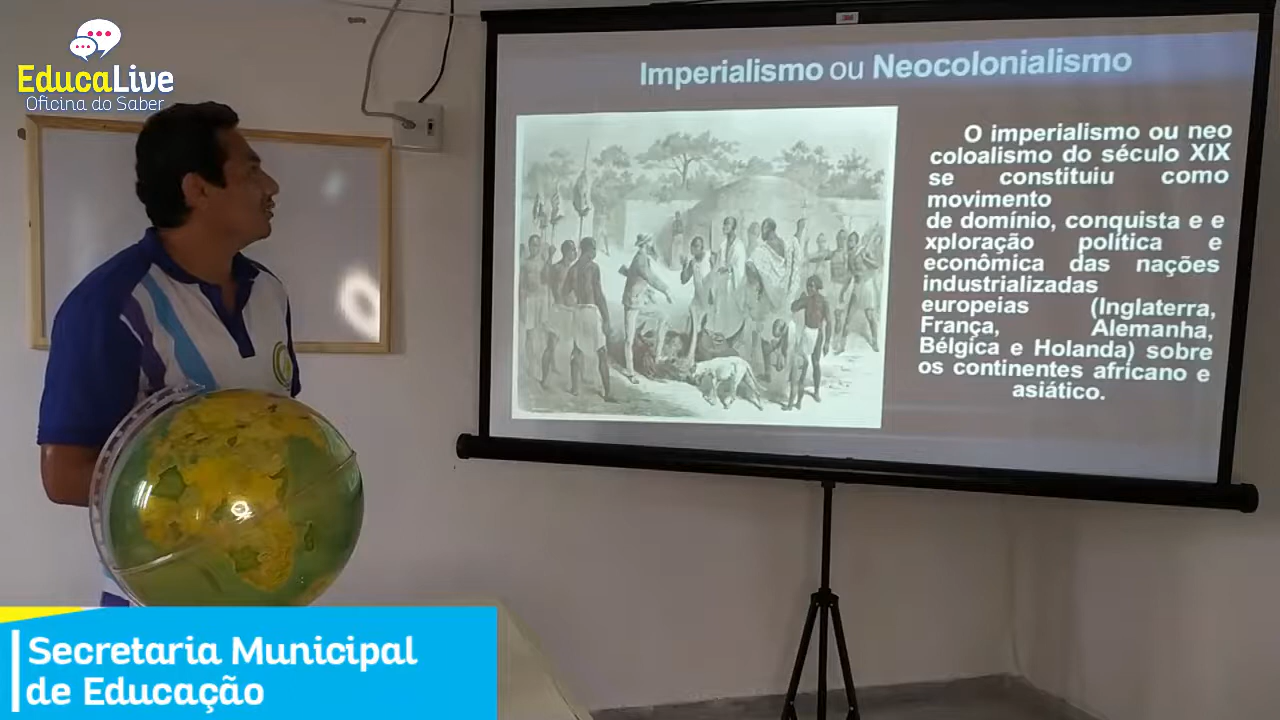 EducaLive
Oficina do Saber
Imperialismo ou Neocolonialismo
O imperialismo ou neo
coloalismo do século XIX
se constituiu como
movimento
de domínio, conquista e e
xploração política e
econômica das nações
industrializadas
europeias (Inglaterra,
França, Alemanha,
Bélgica e Holanda) sobre
os continentes africano e
asiático.
Secretaria Municipal
de Educação